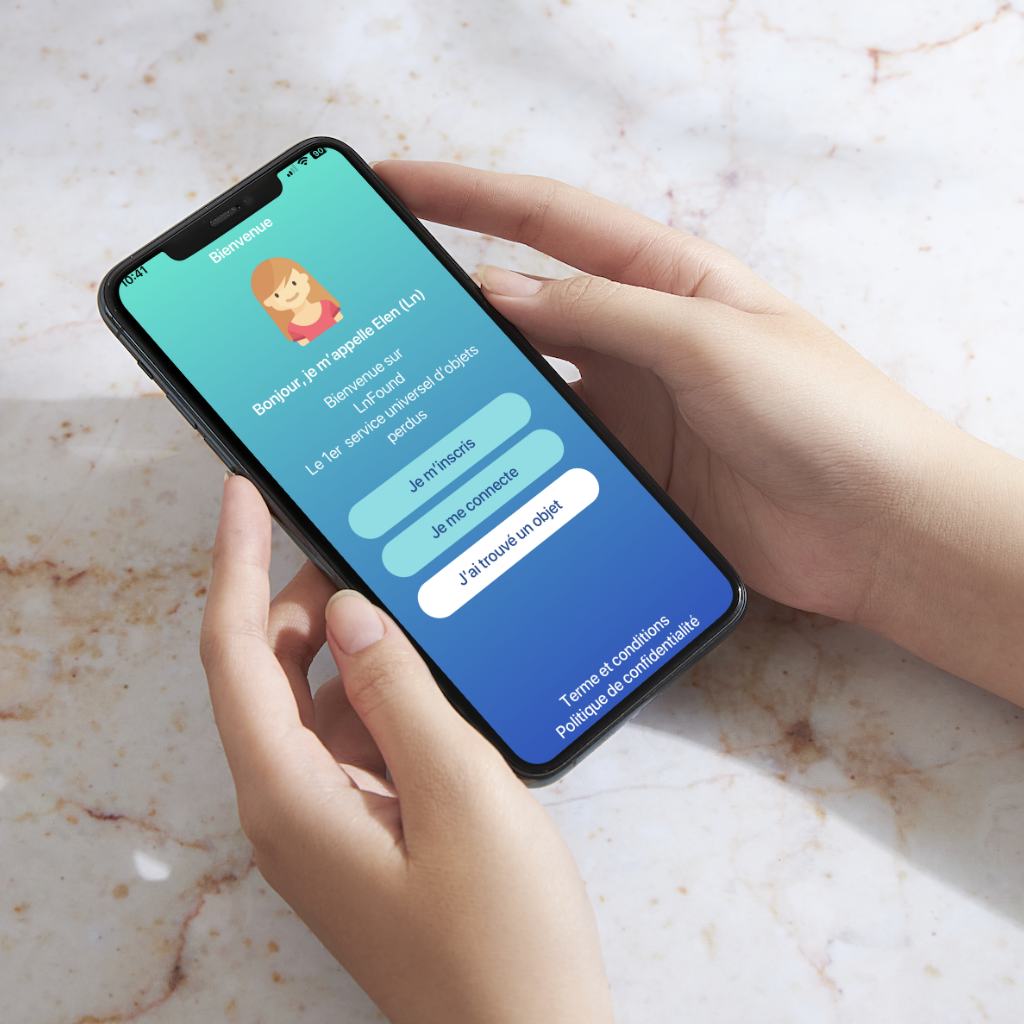 10:41
90
Bienvenue
Bonjour, je m'appelle Elen (Ln)
Bienvenue sur
LnFound
Le 1er service universel d'objets
perdus
Je m'inscris
Je me connecte
J'ai trouvé un objet
Terme et conditions
Politique de confidentialité